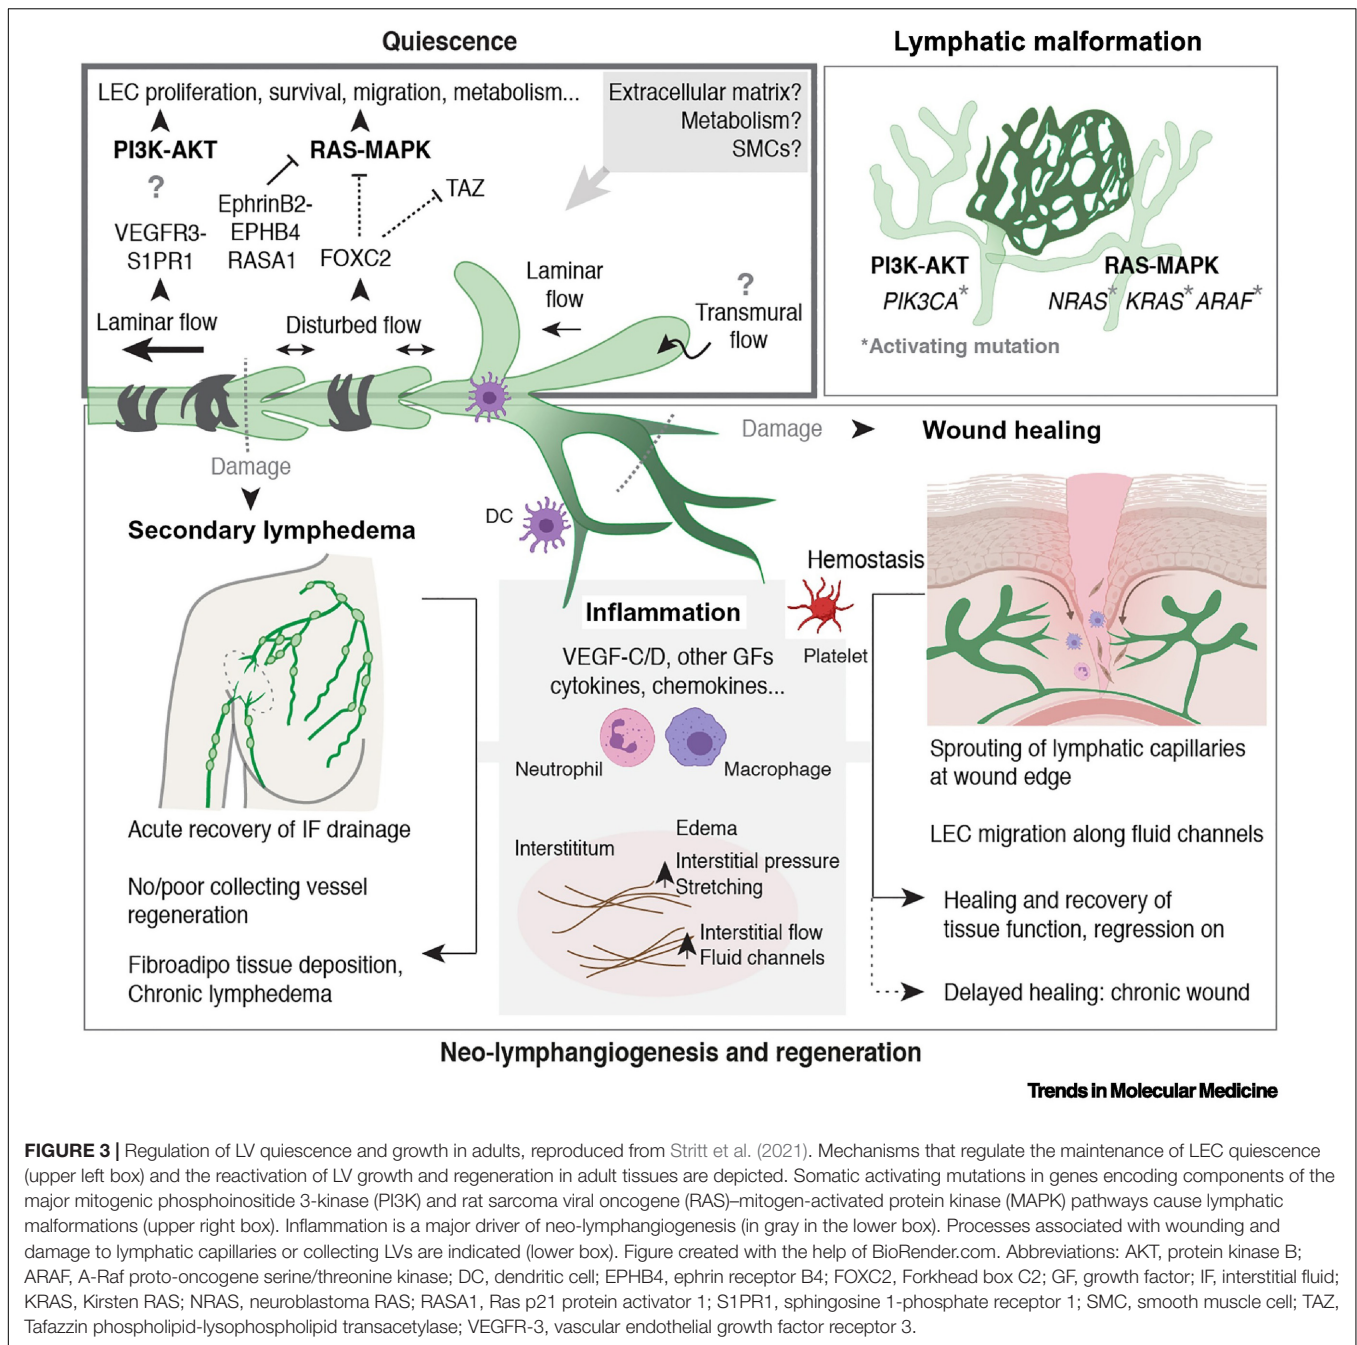 Quiescence
Lymphatic malformation
LEC proliferation, survival, migration, metabolism...
Extracellular matrix?
Metabolism?
SMCs?
PI3K-AKT
RAS-MAPK
?
TAZ
EphrinB2-
EPHB4
RASA1
VEGFR3-
S1PR1
FOXC2
Laminar flow
Disturbed flow
Laminar
flow
?
Transmural
flow
PI3K-AKT
PIK3CA*
RAS-MAPK
NRAS* KRAS* ARAF*
*Activating mutation
Damage
Secondary lymphedema
Damage
Wound healing
DC
Hemostasis
Platelet
Inflammation
VEGF-C/D, other GFs
cytokines, chemokines...
Neutrophil
Macrophage
Interstititum
Edema
Interstitial pressure
Stretching
Interstitial flow
Fluid channels
Acute recovery of IF drainage
No/poor collecting vessel
regeneration
Fibroadipo tissue deposition,
Chronic lymphedema
Sprouting of lymphatic capillaries
at wound edge
LEC migration along fluid channels
Healing and recovery of
tissue function, regression on
Delayed healing: chronic wound
Neo-lymphangiogenesis and regeneration
Trends in Molecular Medicine
FIGURE 3 | Regulation of LV quiescence and growth in adults, reproduced from Stritt et al. (2021). Mechanisms that regulate the maintenance of LEC quiescence
(upper left box) and the reactivation of LV growth and regeneration in adult tissues are depicted. Somatic activating mutations in genes encoding components of the
major mitogenic phosphoinositide 3-kinase (PI3K) and rat sarcoma viral oncogene (RAS)–mitogen-activated protein kinase (MAPK) pathways cause lymphatic
malformations (upper right box). Inflammation is a major driver of neo-lymphangiogenesis (in gray in the lower box). Processes associated with wounding and
damage to lymphatic capillaries or collecting LVs are indicated (lower box). Figure created with the help of BioRender.com. Abbreviations: AKT, protein kinase B;
ARAF, A-Raf proto-oncogene serine/threonine kinase; DC, dendritic cell; EPHB4, ephrin receptor B4; FOXC2, Forkhead box C2; GF, growth factor; IF, interstitial fluid;
KRAS, Kirsten RAS; NRAS, neuroblastoma RAS; RASA1, Ras p21 protein activator 1; S1PR1, sphingosine 1-phosphate receptor 1; SMC, smooth muscle cell; TAZ,
Tafazzin phospholipid-lysophospholipid transacetylase; VEGFR-3, vascular endothelial growth factor receptor 3.